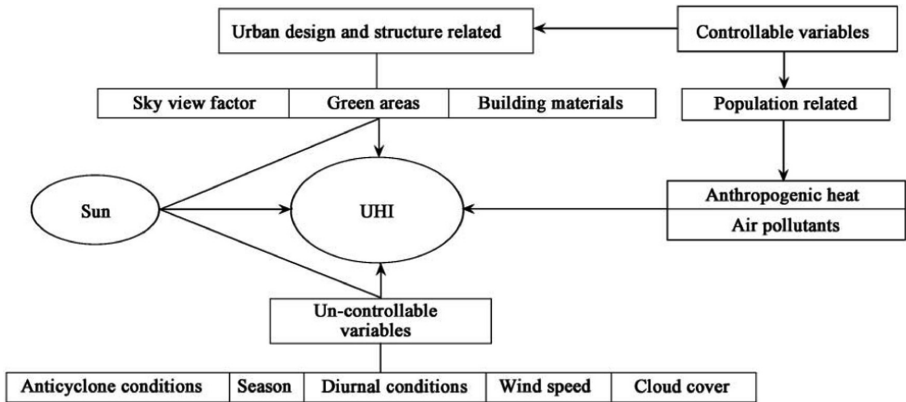 Urban design and structure related
Controllable variables
Sky view factor
Green areas
Building materials
Population related
Sun
UHI
Anthropogenic heat
Air pollutants
Un-controllable
variables
Anticyclone conditions
Season
Diurnal conditions
Wind speed
Cloud cover